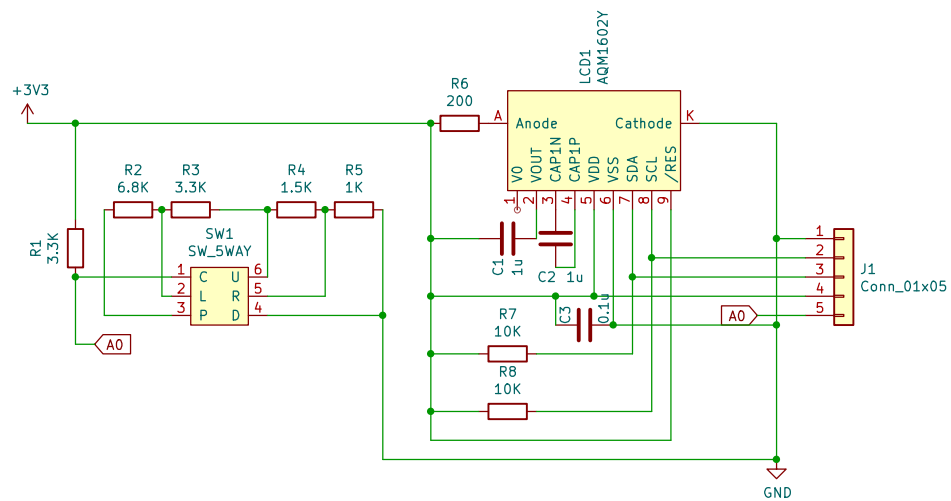 LCD1
AQM1602Y
+3V3
R6
200
A
Anode
Cathode
K
V0
VOUT
CAP1N
CAP1P
VDD
VSS
SDA
SCL
/RES
1
2
3
4
5
6
7
8
9
R2
6.8K
R3
3.3K
R4
1.5K
R5
1K
R1
3.3K
SW1
SW_5WAY
1
C
U
6
2
L
R
5
3
P
D
4
A0
C1
1u
C2
1u
C3
0.1u
R7
10K
R8
10K
A0
1
2
3
4
5
J1
Conn_01x05
GND